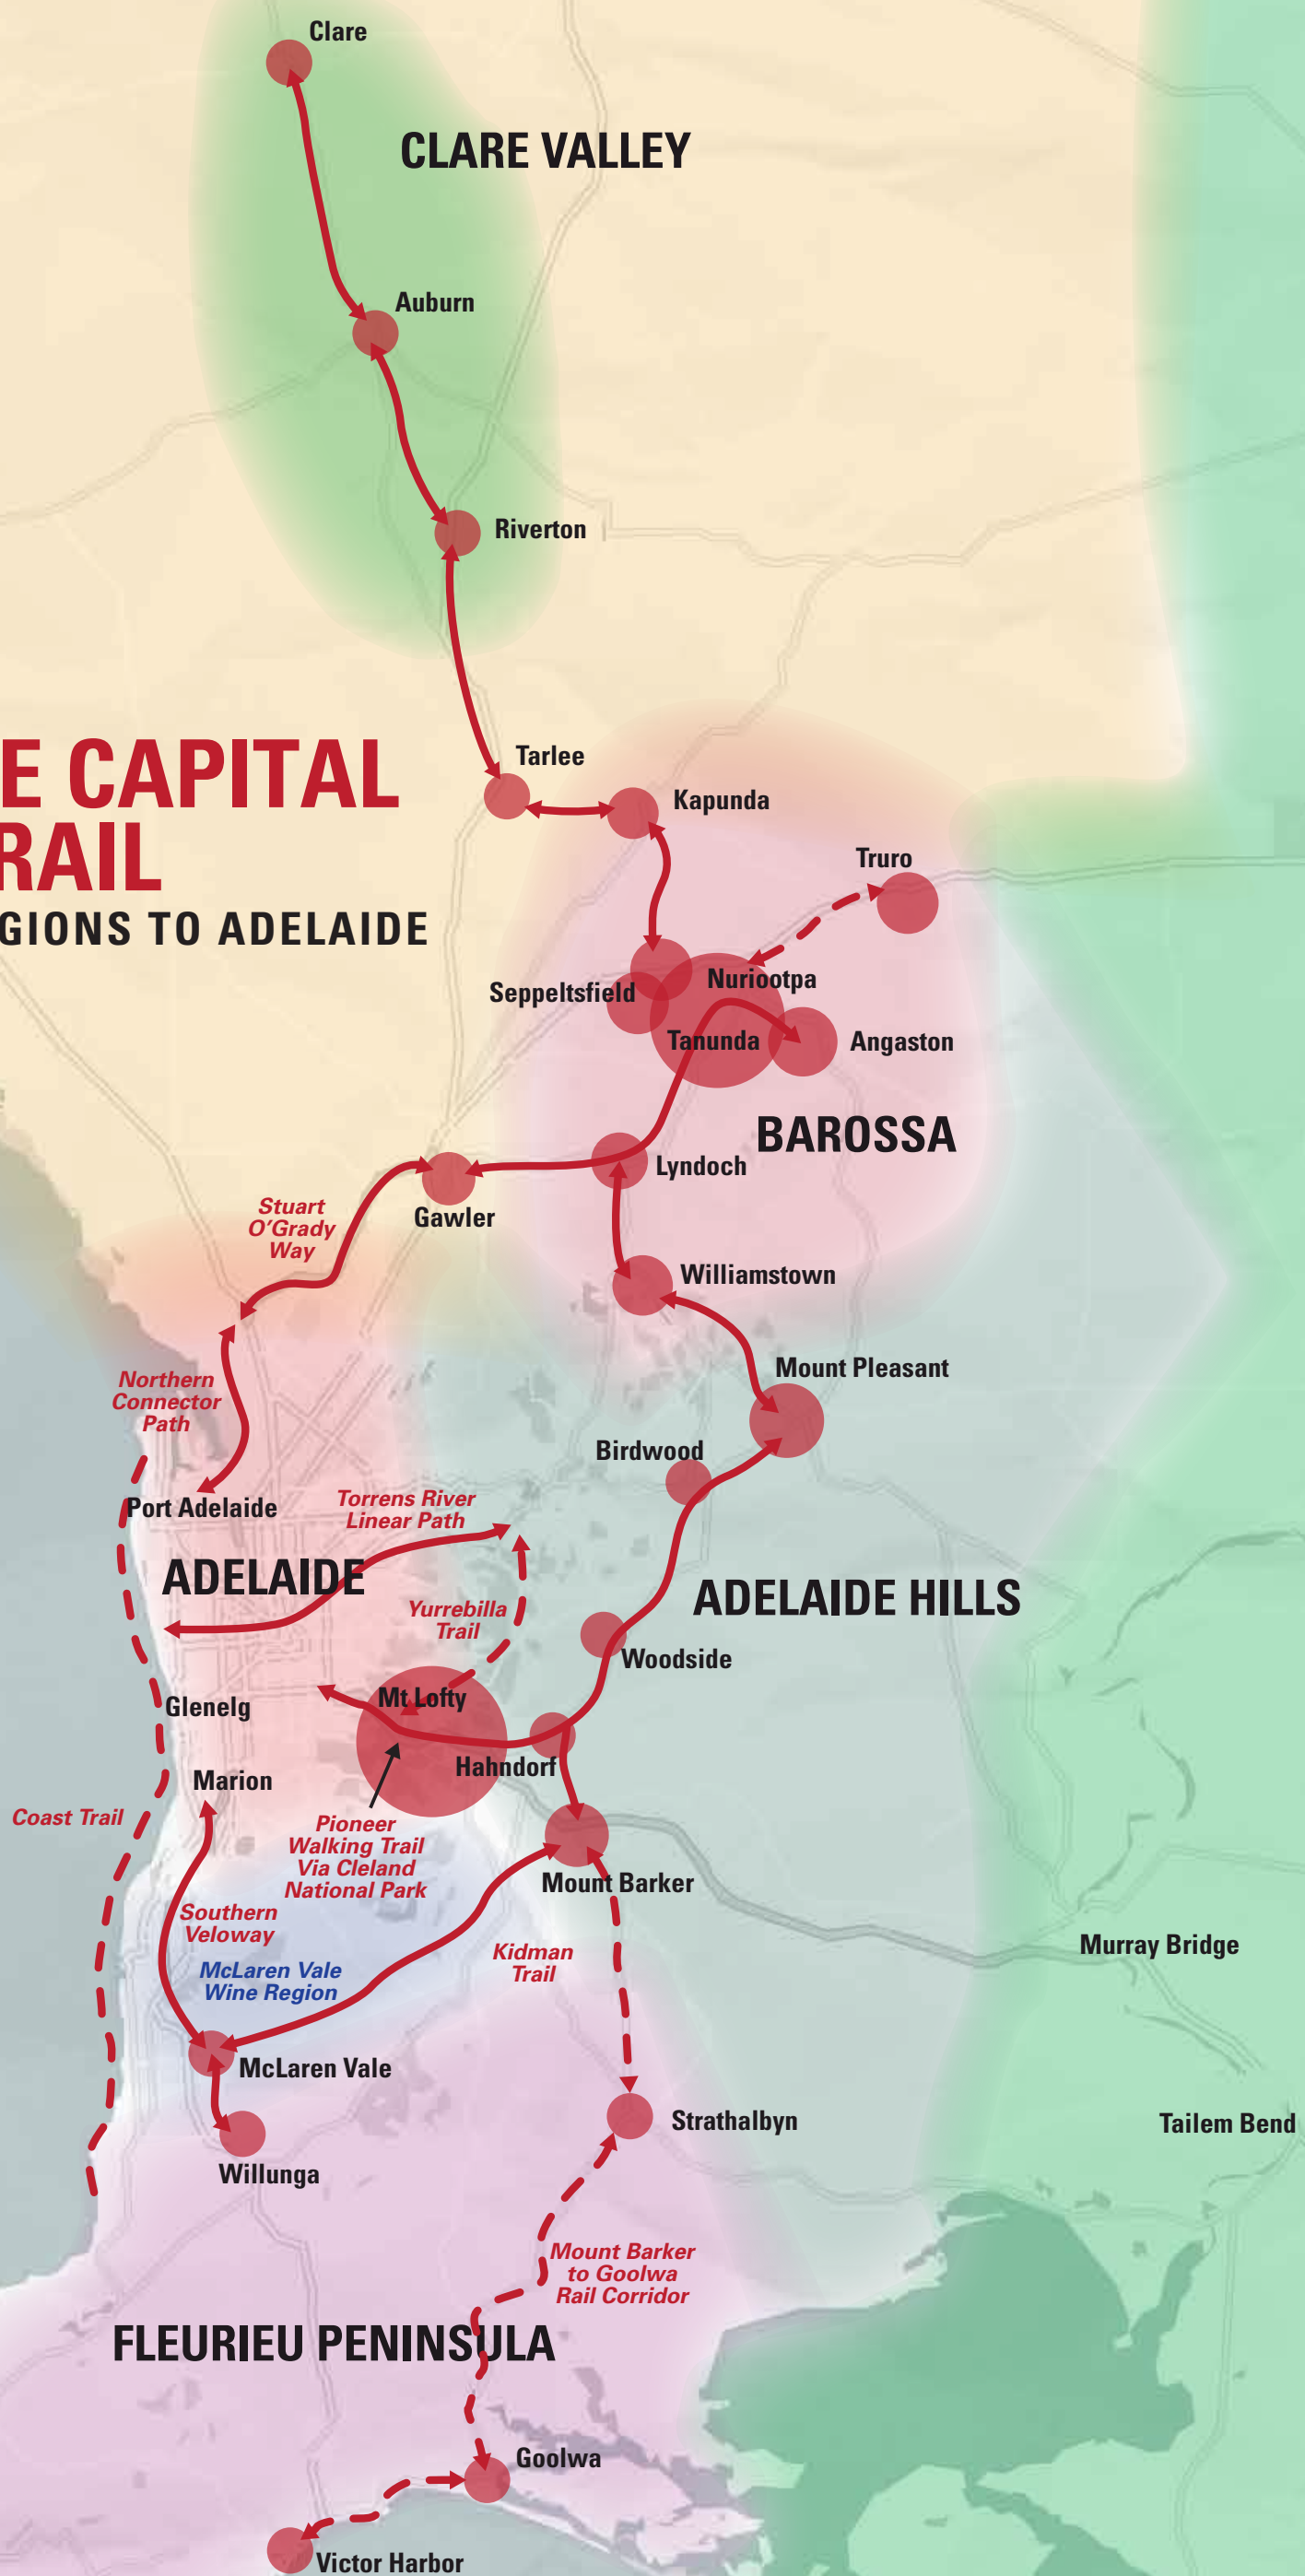 Clare
CLARE VALLEY
Auburn
Riverton
Tarlee
E CAPITAL
RAIL
GIONS TO ADELAIDE
Kapunda
Truro
Nuriootpa
Seppeltsfield
Tanunda
Angaston
BAROSSA
Lyndoch
Stuart
O'Grady
Way
Gawler
Williamstown
Mount Pleasant
Northern
Connector
Path
Birdwood
Port Adelaide
Torrens River
Linear Path
ADELAIDE
ADELAIDE HILLS
Yurrebilla
Trail
Woodside
Mt Lofty
Glenelg
Hahndorf
Marion
Coast Trail
Pioneer
Walking Trail
Via Cleland
National Park
Mount Barker
Southern
Veloway
Murray Bridge
Kidman
Trail
McLaren Vale
Wine Region
McLaren Vale
Strathalbyn
Tailem Bend
Willunga
Mount Barker
to Goolwa
Rail Corridor
FLEURIEU PENINSULA
Goolwa
Victor Harbor